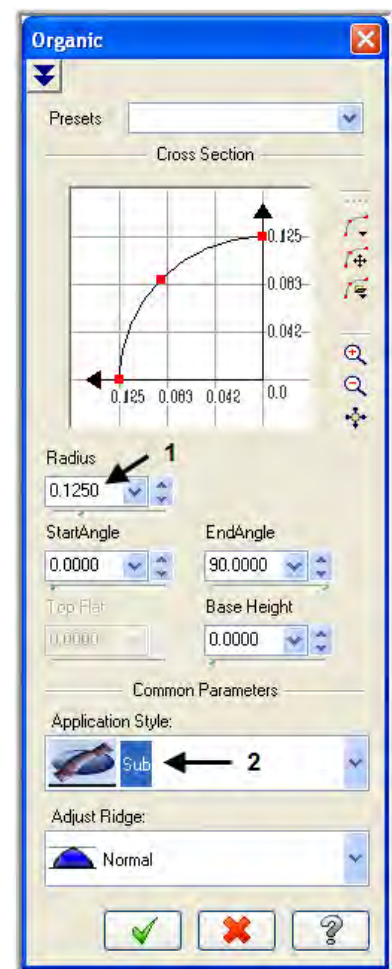 Organic
Presets
Cross Section
0.125
0.083
0.042
0.125 0.083 0.042 0.0
Radius 1
0.1250
StartAngle EndAngle
0.0000 90.0000
Top Flat Base Height
0.0000 0.0000
Common Parameters
Application Style:
Sub 2
Adjust Ridge:
Normal